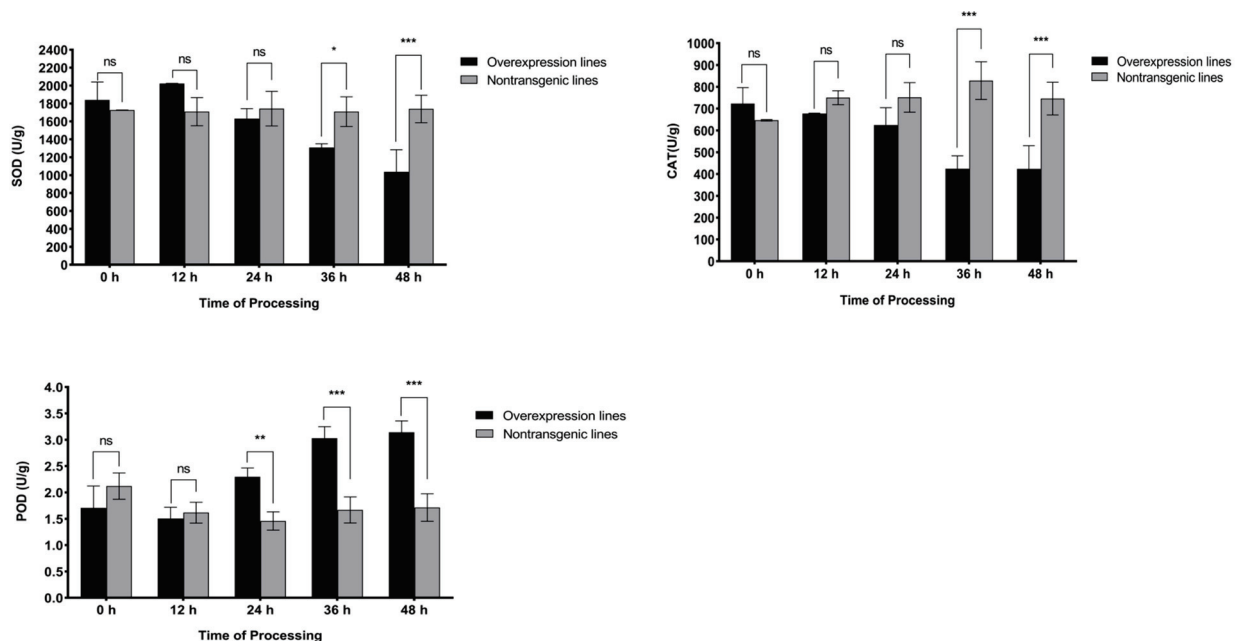 ns
ns
ns
*
***
2400
2200
2000
1800
1600
1400
1200
1000
800
600
400
200
0
SOD (U/g)
0 h
12 h
24 h
36 h
48 h
Time of Processing
Overexpression lines
Nontransgenic lines
ns
ns
ns
***
***
1000
900
800
700
600
500
400
300
200
100
0
CAT(U/g)
0 h
12 h
24 h
36 h
48 h
Time of Processing
Overexpression lines
Nontransgenic lines
ns
ns
**
***
***
4.0
3.5
3.0
2.5
2.0
1.5
1.0
0.5
0.0
POD (U/g)
0 h
12 h
24 h
36 h
48 h
Time of Processing
Overexpression lines
Nontransgenic lines